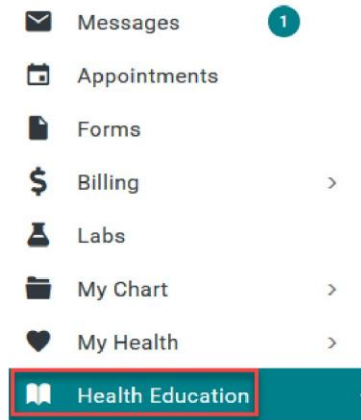 Messages 1
Appointments
Forms
Billing
Labs
My Chart
My Health
Health Education